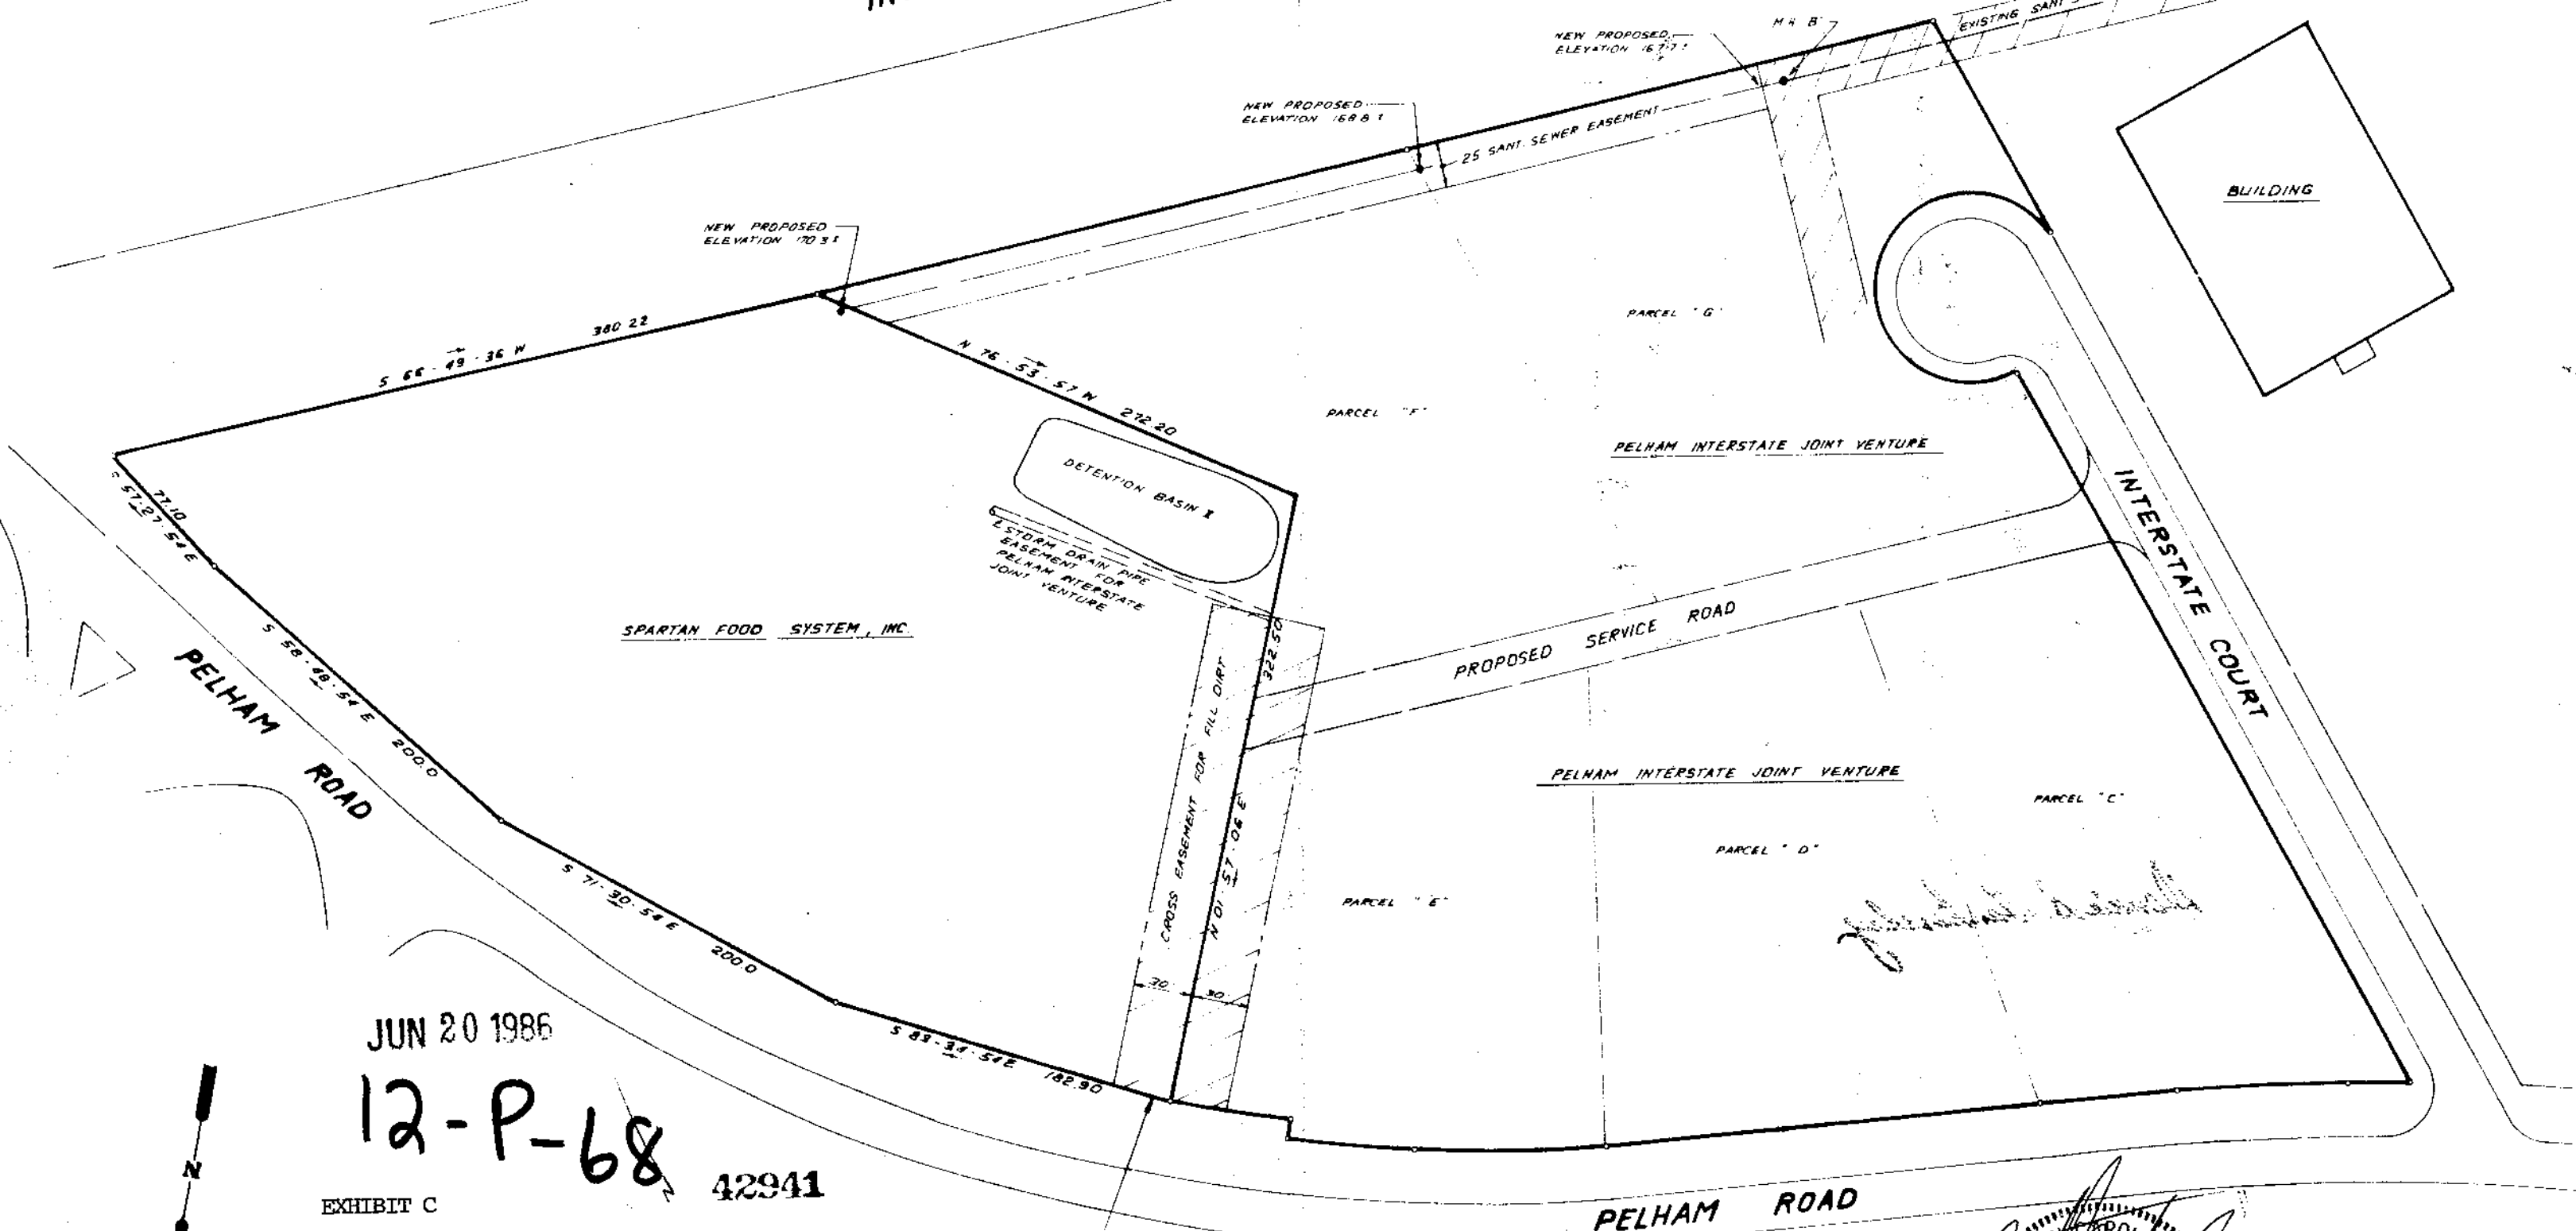 EXISTING SANT
M H "B"
NEW PROPOSED
ELEVATION 167.7±
NEW PROPOSED
ELEVATION 168.8±
25 SANT. SEWER EASEMENT
BUILDING
NEW PROPOSED
ELEVATION 170.3±
S 66-49-36 W 380.22
N 76-53-57 W 272.20
PARCEL "G"
PARCEL "F"
PELHAM INTERSTATE JOINT VENTURE
DETENTION BASIN I
77.10
S 57-27-54 E
STORM DRAIN PIPE
EASEMENT FOR
PELHAM INTERSTATE
JOINT VENTURE
INTERSTATE COURT
SPARTAN FOOD SYSTEM, INC.
PROPOSED SERVICE ROAD
S 58-48-54 E 200.0
PELHAM ROAD
CROSS EASEMENT FOR FILL DIRT
N 01-57-06 E 322.50
PELHAM INTERSTATE JOINT VENTURE
PARCEL "C"
PARCEL "D"
PARCEL "E"
S 71-30-54 E 200.0
30 30
S 83-34-54 E 182.90
JUN 20 1986
12-P-68
N
42941
EXHIBIT C
PELHAM ROAD